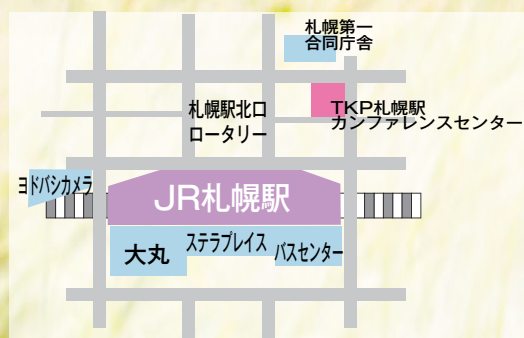 札幌第一
合同庁舎
札幌駅北口
ロータリー
TKP札幌駅
カンファレンスセンター
ヨドバシカメラ
JR札幌駅
大丸
ステラプレイス
バスセンター